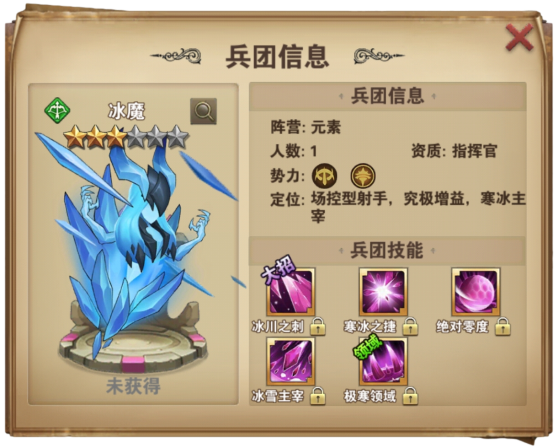 兵团信息
冰魔
未获得
兵团信息
阵营: 元素
人数: 1 资质: 指挥官
势力:
定位: 场控型射手，究极增益，寒冰主
宰
兵团技能
大招
冰川之刺 寒冰之捷 绝对零度
领域
冰雪主宰 极寒领域